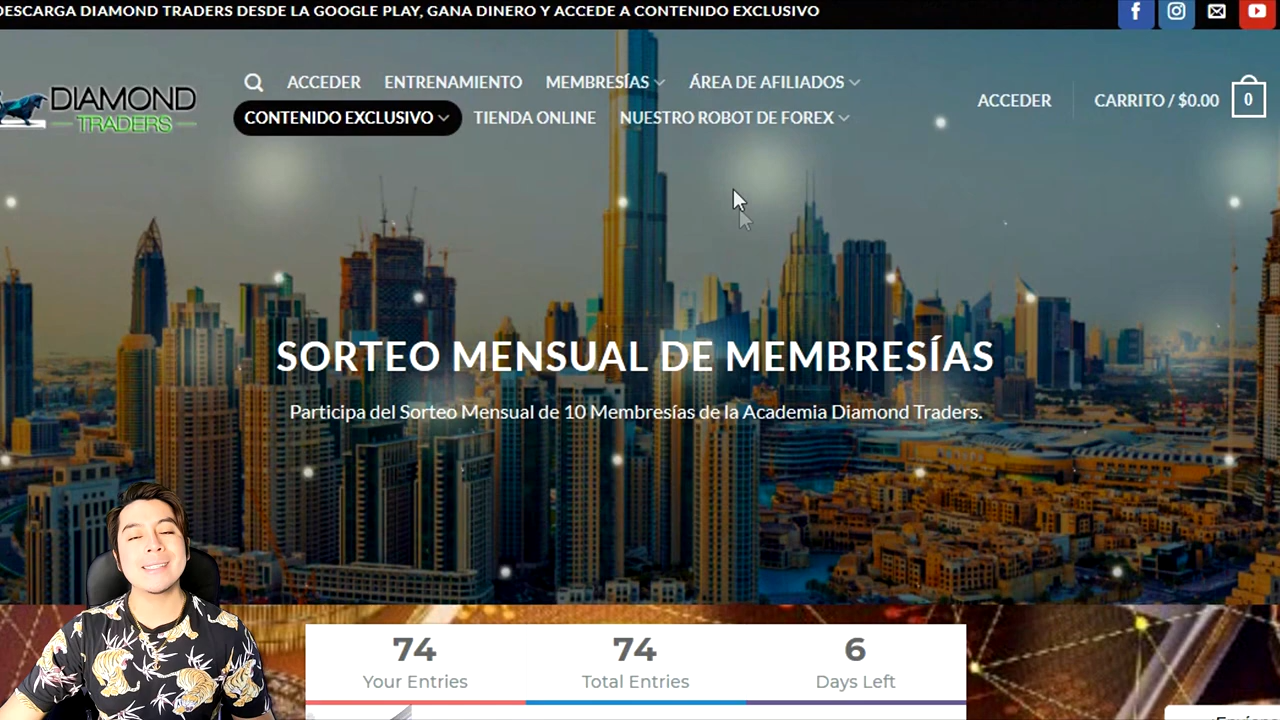 DESCARGA DIAMOND TRADERS DESDE LA GOOGLE PLAY, GANA DINERO Y ACCEDE A CONTENIDO EXCLUSIVO
DIAMOND
TRADERS
ACCEDER ENTRENAMIENTO MEMBRESÍAS ÁREA DE AFILIADOS
CONTENIDO EXCLUSIVO TIENDA ONLINE NUESTRO ROBOT DE FOREX
ACCEDER CARRITO / $0.00 0
SORTEO MENSUAL DE MEMBRESÍAS
Participa del Sorteo Mensual de 10 Membresías de la Academia Diamond Traders.
74 74 6
Your Entries Total Entries Days Left